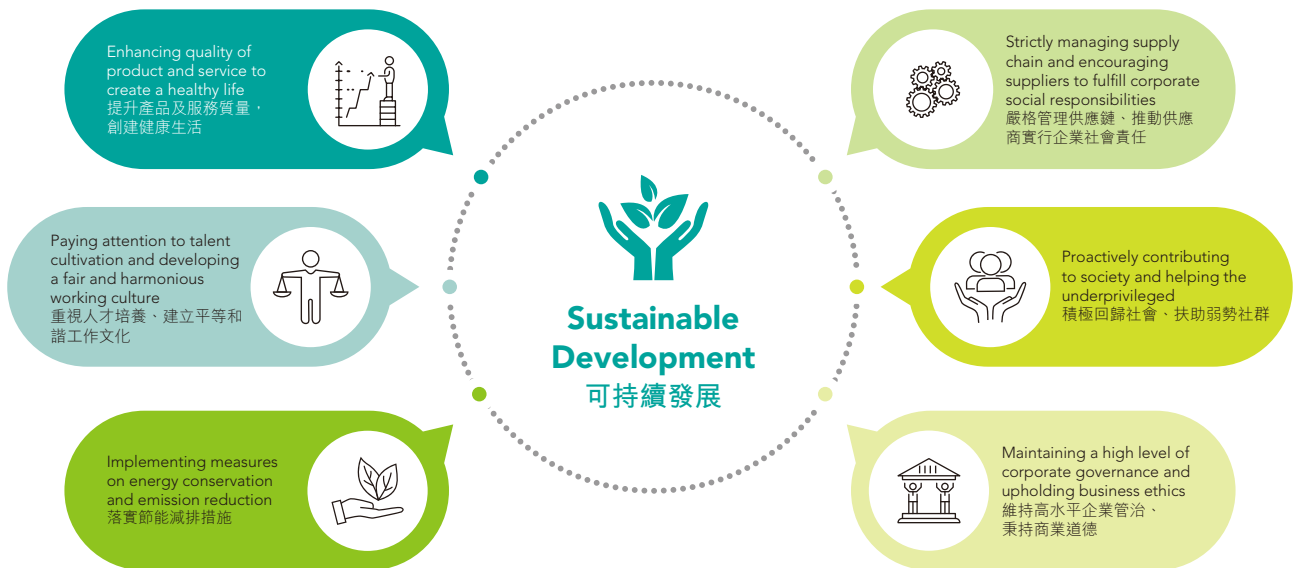 Enhancing quality of
product and service to
create a healthy life
提升產品及服務質量，
創建健康生活
Paying attention to talent
cultivation and developing
a fair and harmonious
working culture
重視人才培養、建立平等和
諧工作文化
Implementing measures
on energy conservation
and emission reduction
落實節能減排措施
Sustainable
Development
可持續發展
Strictly managing supply
chain and encouraging
suppliers to fulfill corporate
social responsibilities
嚴格管理供應鏈、推動供應
商實行企業社會責任
Proactively contributing
to society and helping the
underprivileged
積極回歸社會、扶助弱勢社群
Maintaining a high level of
corporate governance and
upholding business ethics
維持高水平企業管治、
秉持商業道德